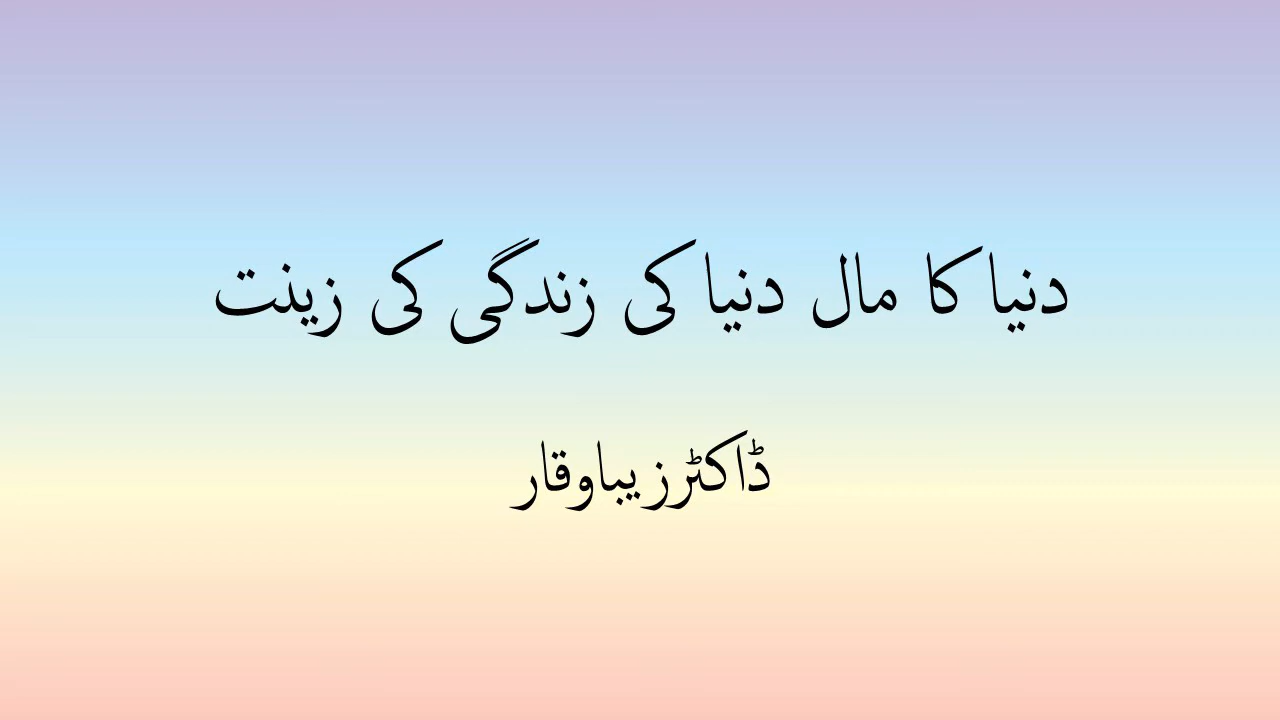 دنیا کا مال دنیا کی زندگی کی زینت
ڈاکٹرزیباوقار